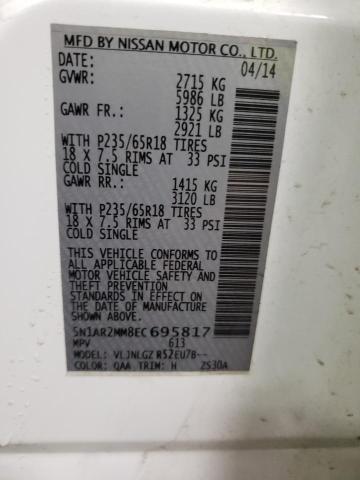 MFD BY NISSAN MOTOR CO., LTD.
DATE: 04/14
GVWR: 2715 KG
5986 LB
GAWR FR.: 1325 KG
2921 LB
WITH P235/65R18 TIRES
18 X 7.5 RIMS AT 33 PSI
COLD SINGLE
GAWR RR.: 1415 KG
3120 LB
WITH P235/65R18 TIRES
18 X 7.5 RIMS AT 33 PSI
COLD SINGLE
THIS VEHICLE CONFORMS TO
ALL APPLICABLE FEDERAL
MOTOR VEHICLE SAFETY AND
THEFT PREVENTION
STANDARDS IN EFFECT ON
THE DATE OF MANUFACTURE
SHOWN ABOVE.
5N1AR2MM8EC695817
MPV 613
MODEL: VLJNLGZ R52EU7B--
COLOR: QAA TRIM: H ZS30A